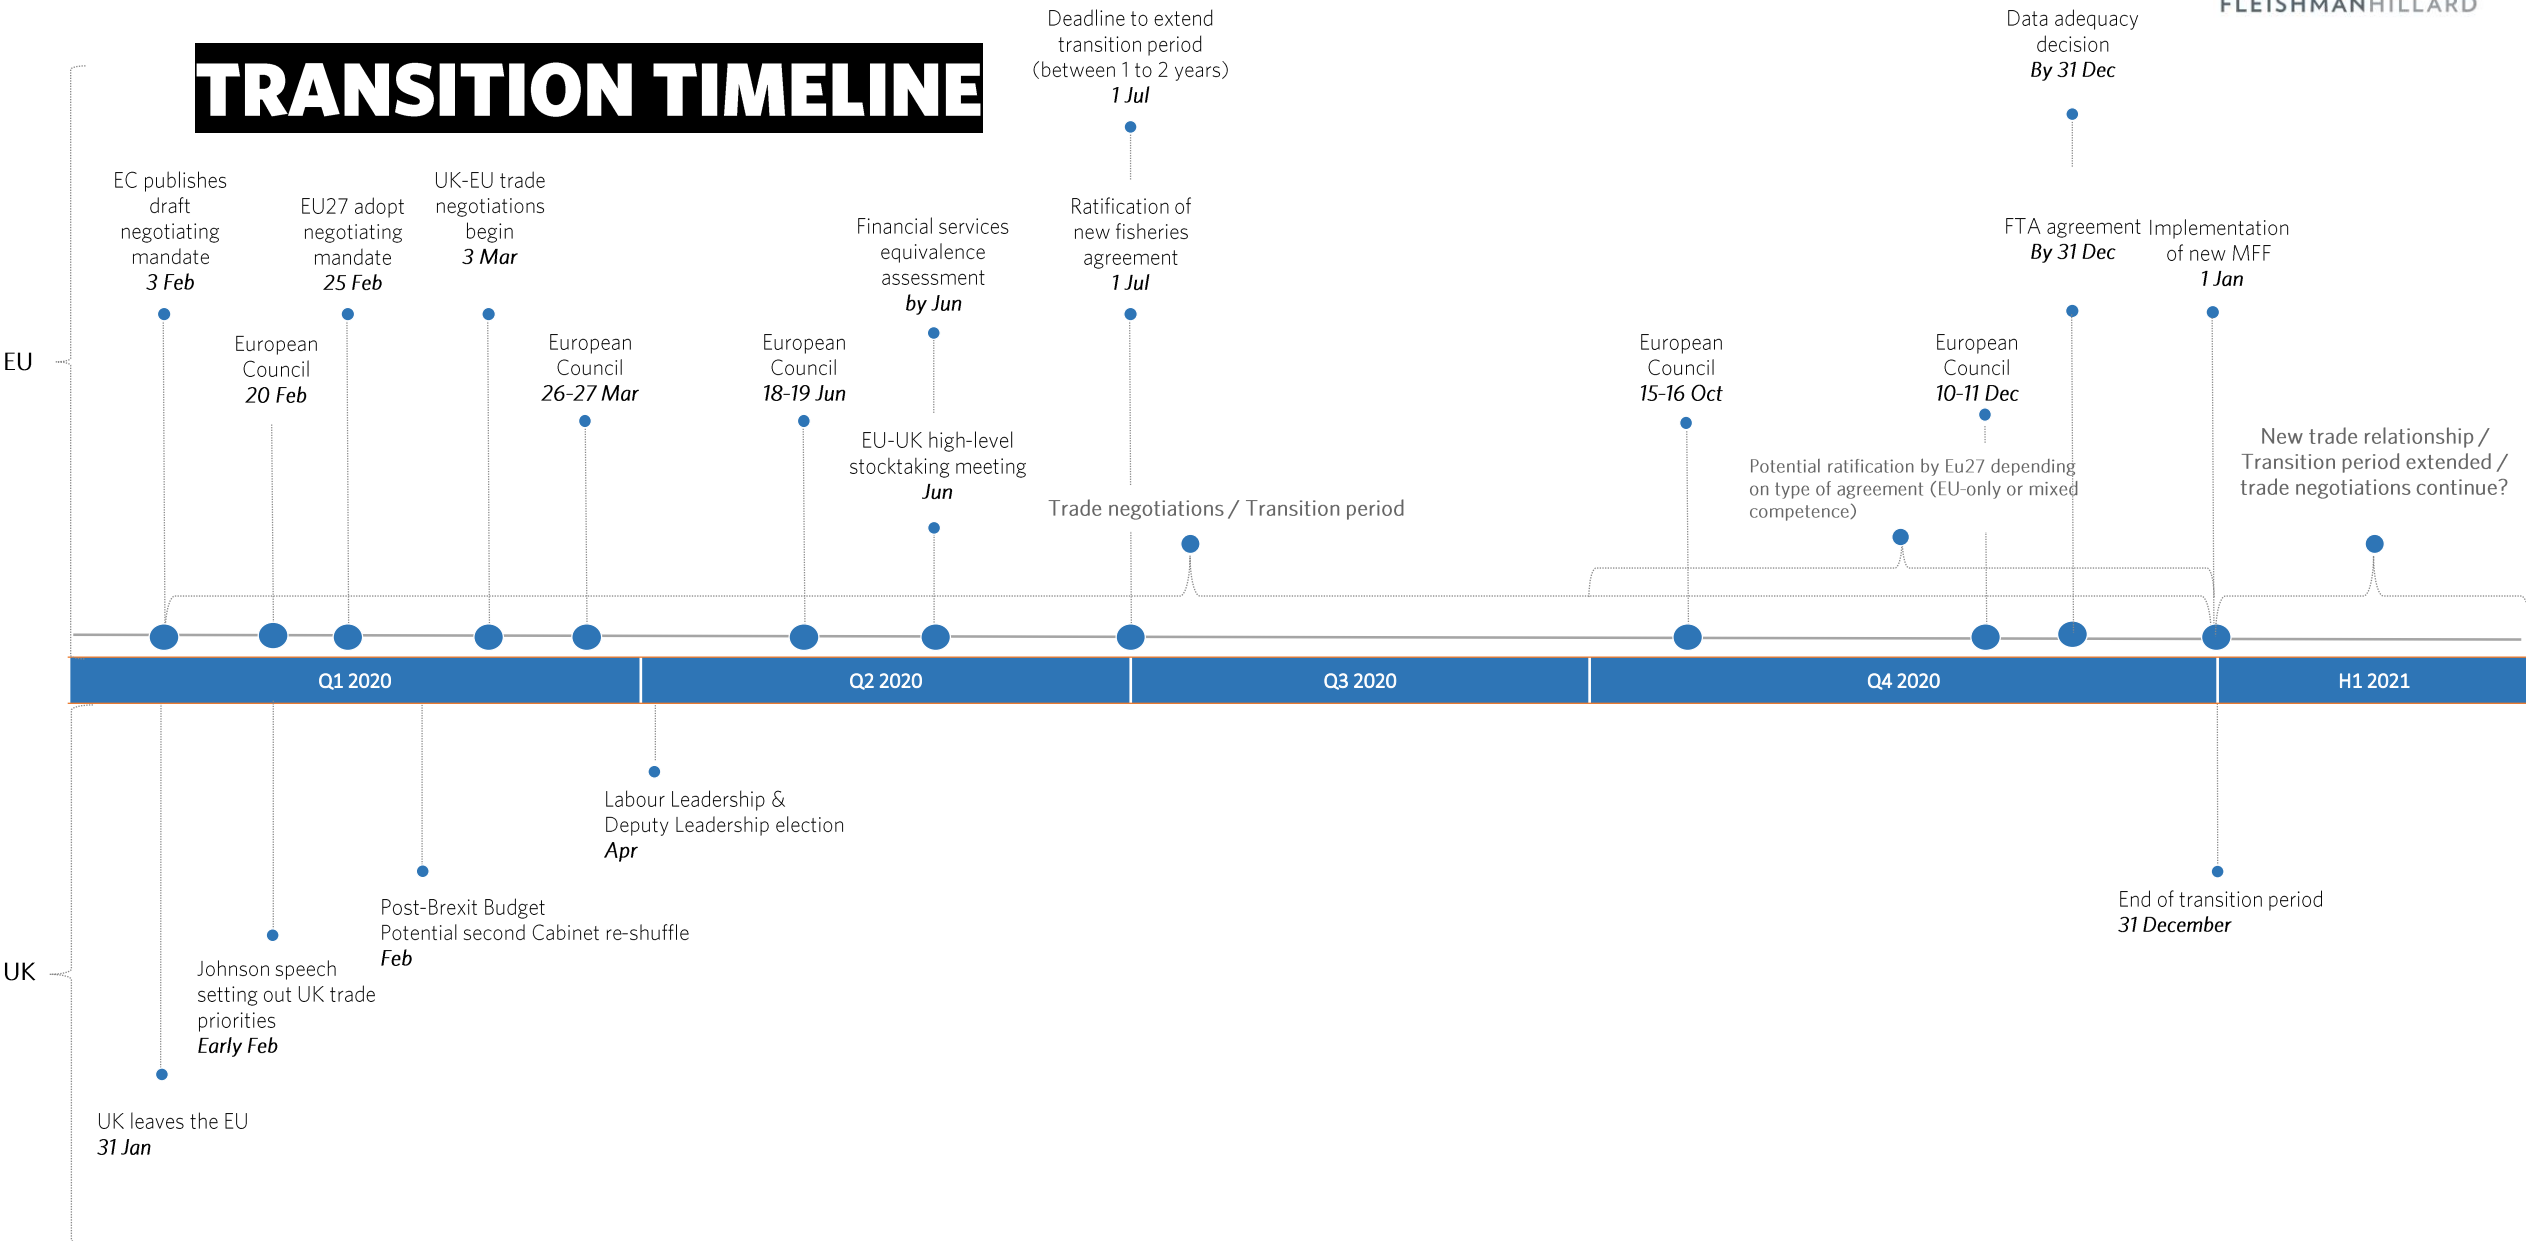 FLEISHMANHILLARD
TRANSITION TIMELINE
Deadline to extend
transition period
(between 1 to 2 years)
1 Jul
Data adequacy
decision
By 31 Dec
EC publishes
draft
negotiating
mandate
3 Feb
EU27 adopt
negotiating
mandate
25 Feb
UK-EU trade
negotiations
begin
3 Mar
Financial services
equivalence
assessment
by Jun
Ratification of
new fisheries
agreement
1 Jul
FTA agreement
By 31 Dec
Implementation
of new MFF
1 Jan
EU
European
Council
20 Feb
European
Council
26-27 Mar
European
Council
18-19 Jun
EU-UK high-level
stocktaking meeting
Jun
European
Council
15-16 Oct
European
Council
10-11 Dec
Trade negotiations / Transition period
Potential ratification by Eu27 depending
on type of agreement (EU-only or mixed
competence)
New trade relationship /
Transition period extended /
trade negotiations continue?
Q1 2020
Q2 2020
Q3 2020
Q4 2020
H1 2021
UK
UK leaves the EU
31 Jan
Johnson speech
setting out UK trade
priorities
Early Feb
Post-Brexit Budget
Potential second Cabinet re-shuffle
Feb
Labour Leadership &
Deputy Leadership election
Apr
End of transition period
31 December